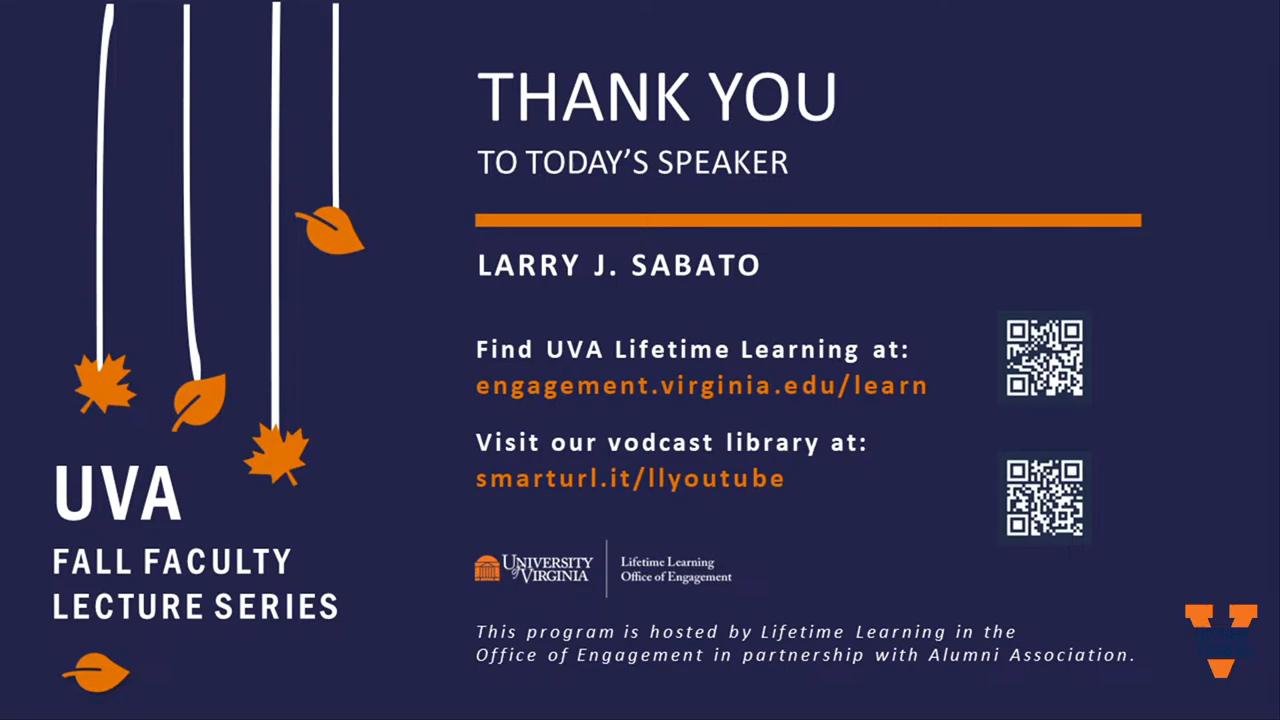 THANK YOU
TO TODAY'S SPEAKER
LARRY J. SABATO
Find UVA Lifetime Learning at:
engagement.virginia.edu/learn
Visit our vodcast library at:
smarturl.it/llyoutube
UVA
FALL FACULTY
LECTURE SERIES
UNIVERSITY
of VIRGINIA
Lifetime Learning
Office of Engagement
This program is hosted by Lifetime Learning in the
Office of Engagement in partnership with Alumni Association.
V